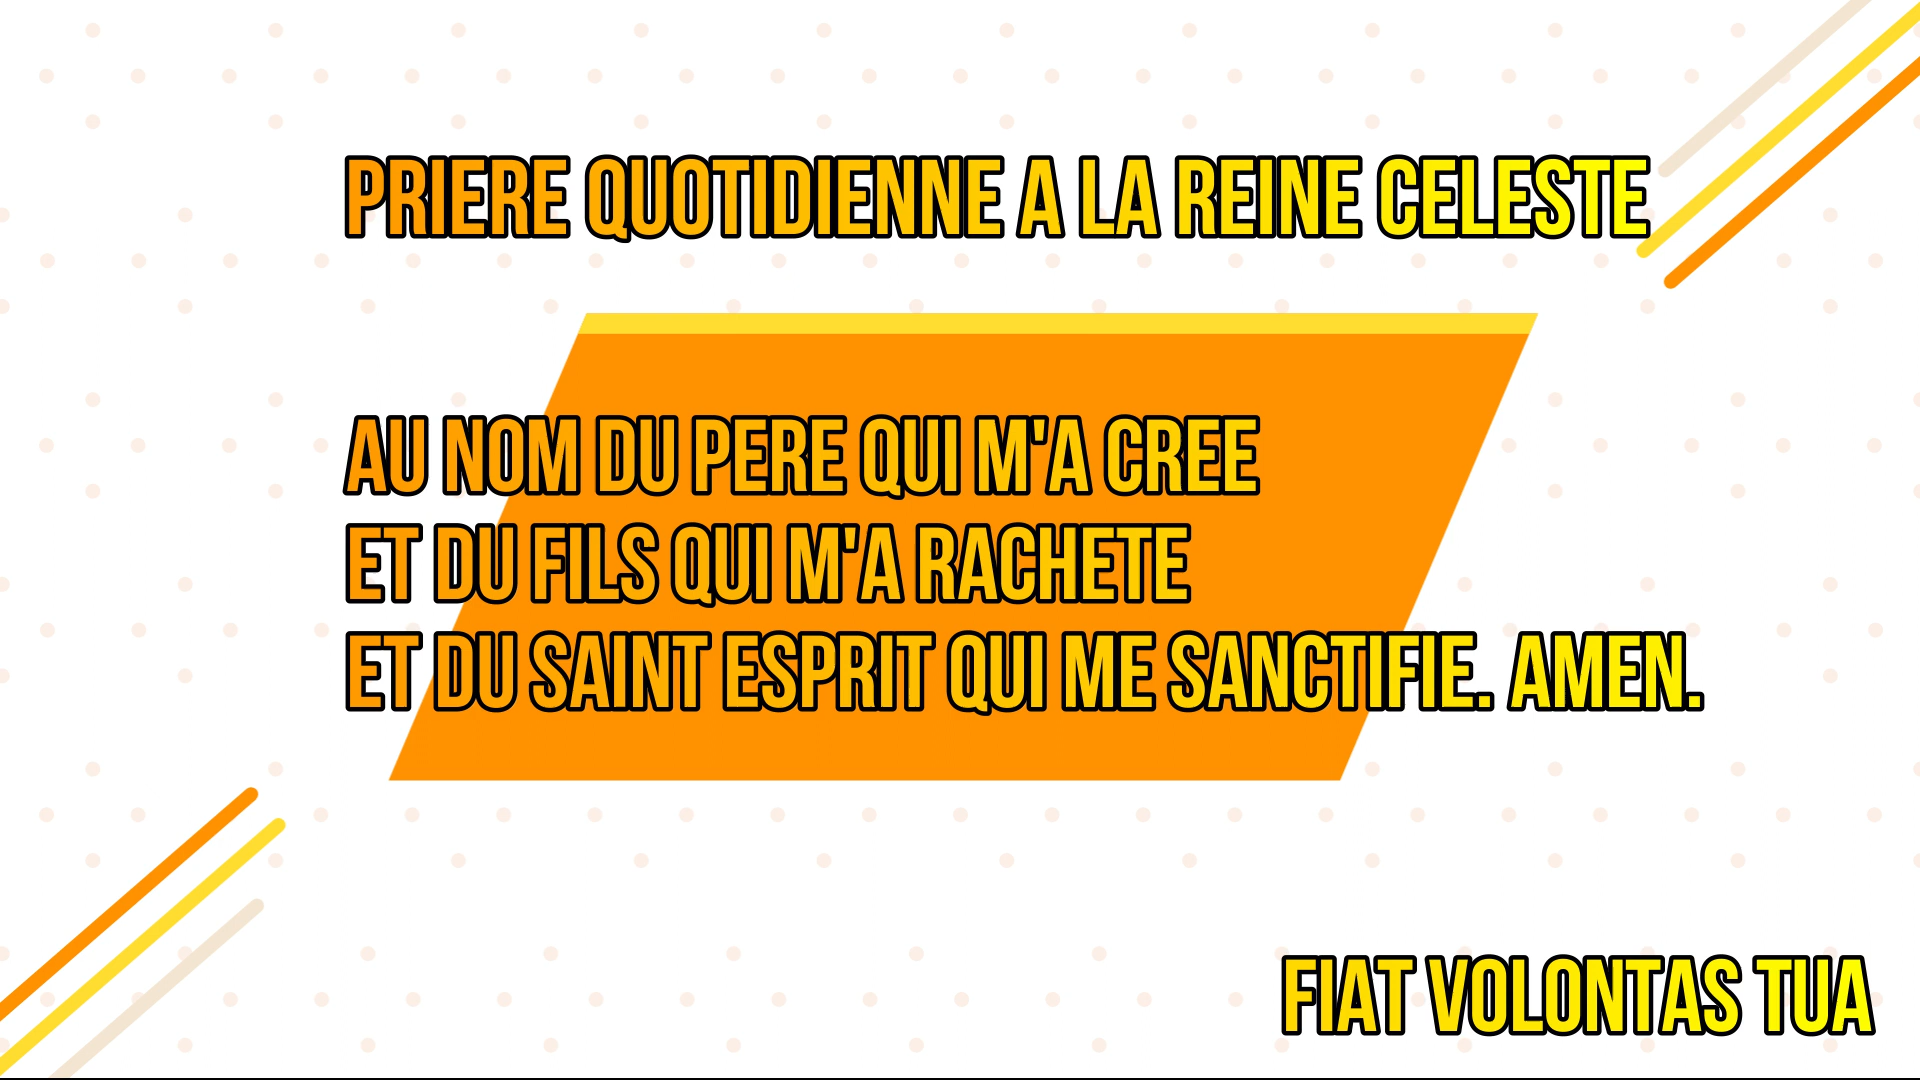 PRIERE QUOTIDIENNE A LA REINE CELESTE
AU NOM DU PERE QUI M'A CREE
ET DU FILS QUI M'A RACHETE
ET DU SAINT ESPRIT QUI ME SANCTIFIE. AMEN.
FIAT VOLONTAS TUA